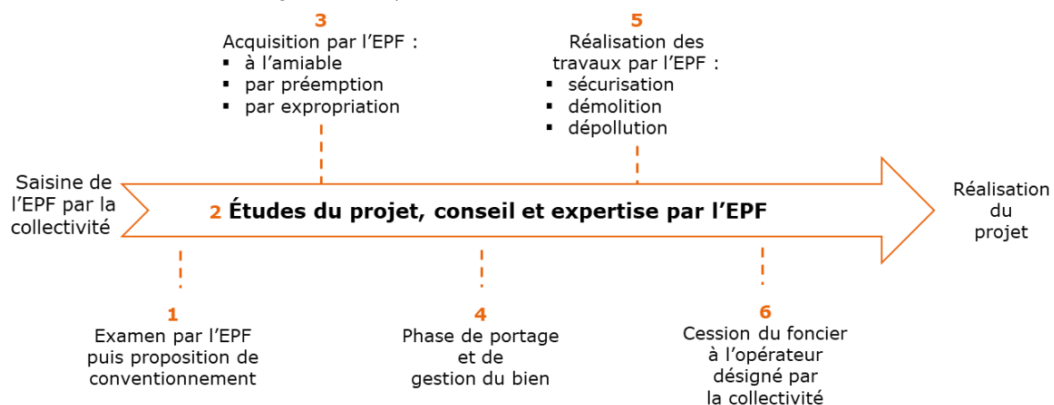 3
Acquisition par l’EPF :
▪ à l’amiable
▪ par préemption
▪ par expropriation
5
Réalisation des
travaux par l’EPF :
▪ sécurisation
▪ démolition
▪ dépollution
Saisine de
l’EPF par la
collectivité
2 Études du projet, conseil et expertise par l’EPF
Réalisation
du
projet
1
Examen par l’EPF
puis proposition de
conventionnement
4
Phase de portage
et de
gestion du bien
6
Cession du foncier
à l’opérateur
désigné par
la collectivité